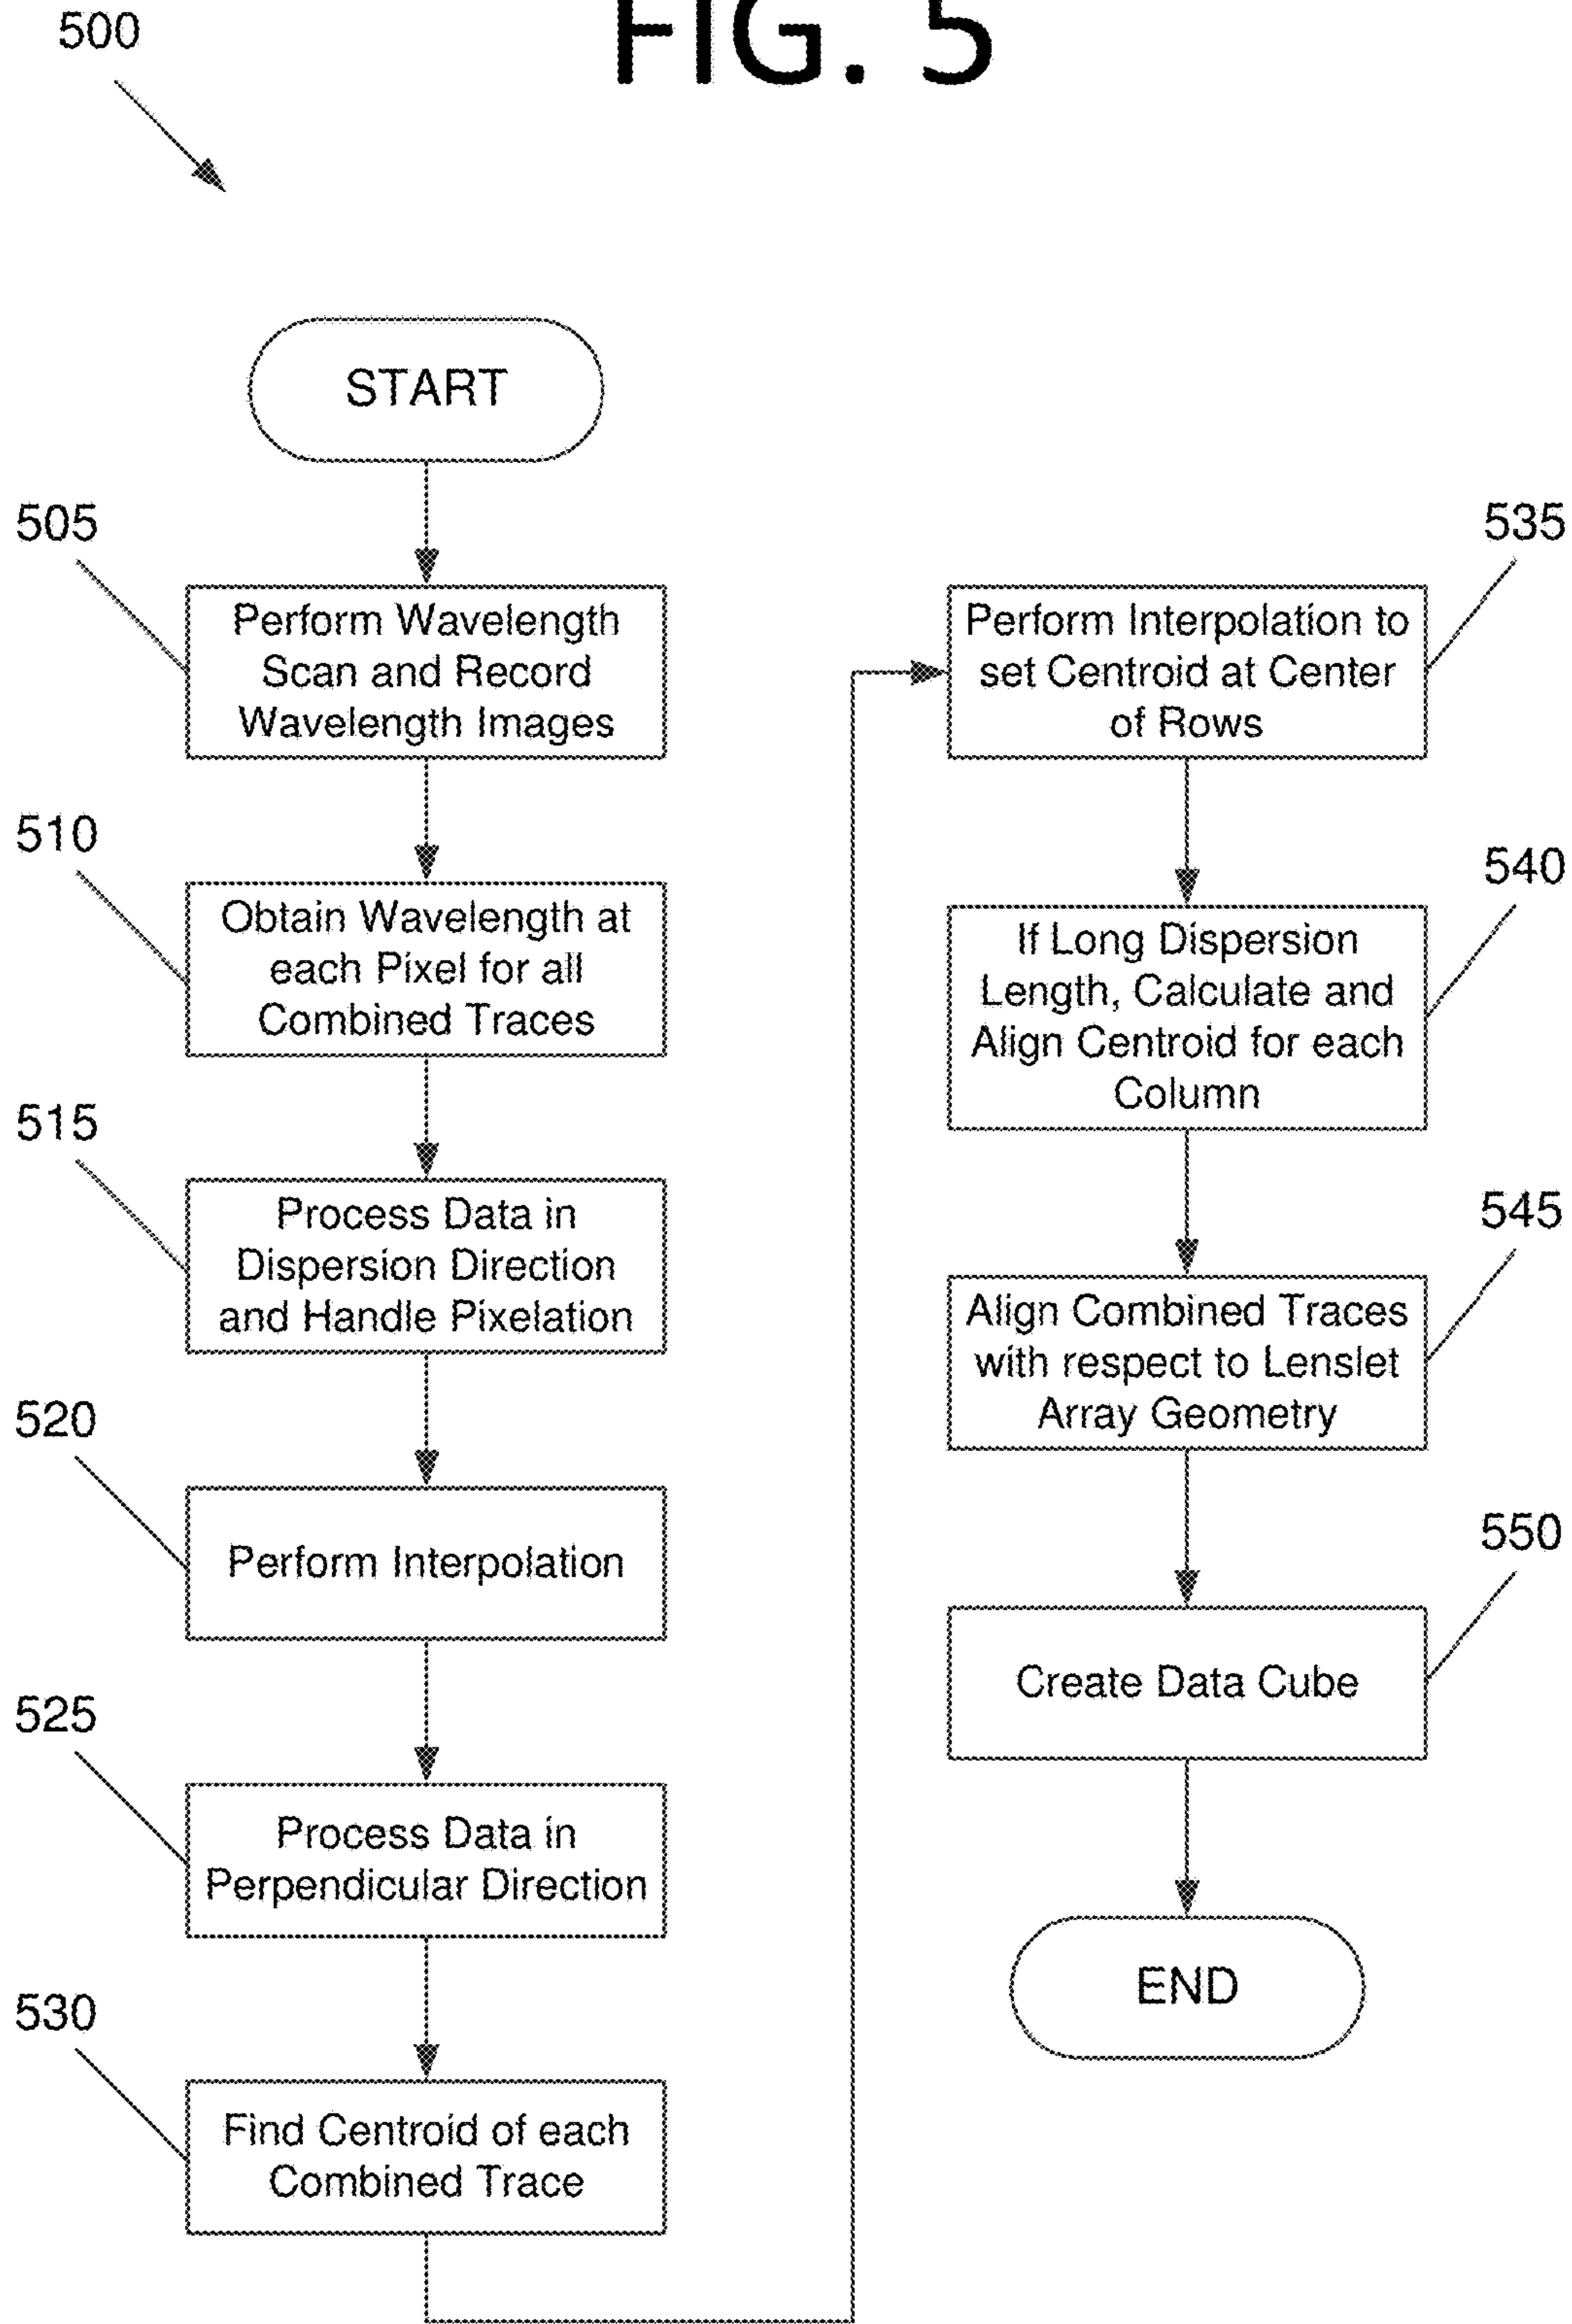 FIG. 5
500
START
505
Perform Wavelength
Scan and Record
Wavelength Images
510
Obtain Wavelength at
each Pixel for all
Combined Traces
515
Process Data in
Dispersion Direction
and Handle Pixelation
520
Perform Interpolation
525
Process Data in
Perpendicular Direction
530
Find Centroid of each
Combined Trace
535
Perform Interpolation to
set Centroid at Center
of Rows
540
If Long Dispersion
Length, Calculate and
Align Centroid for each
Column
545
Align Combined Traces
with respect to Lenslet
Array Geometry
550
Create Data Cube
END